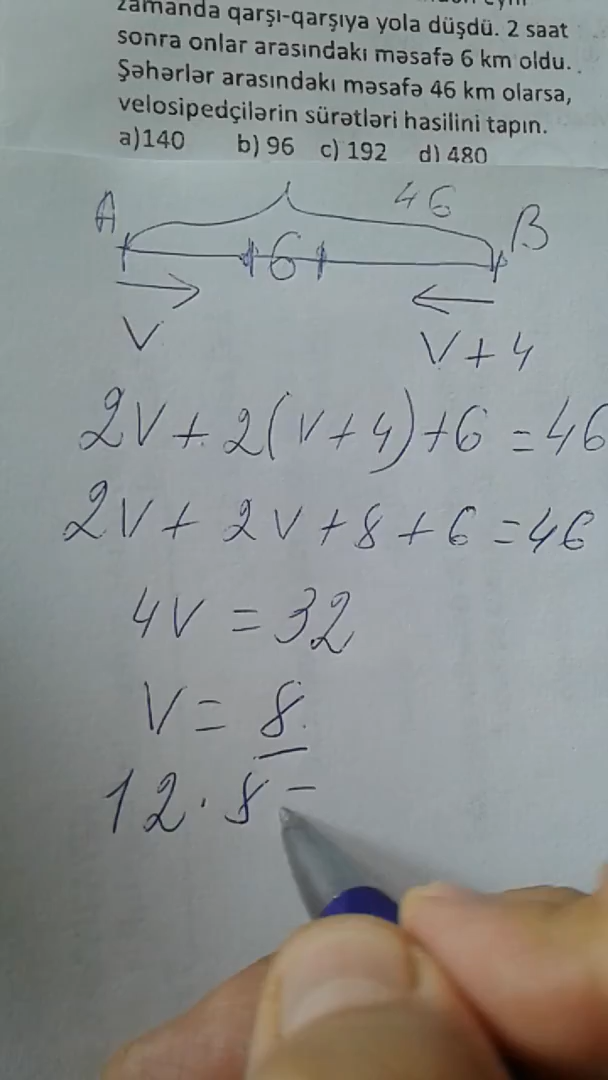 zamanda qarşı-qarşıya yola düşdü. 2 saat
sonra onlar arasındakı məsafə 6 km oldu.
Şəhərlər arasındakı məsafə 46 km olarsa,
velosipedçilərin sürətləri hasilini tapın.
a)140 b) 96 c) 192 d) 480
46
A B
6
V V+4
2V+2(V+4)+6=46
2V+2V+8+6=46
4V=32
V=8
12·8=